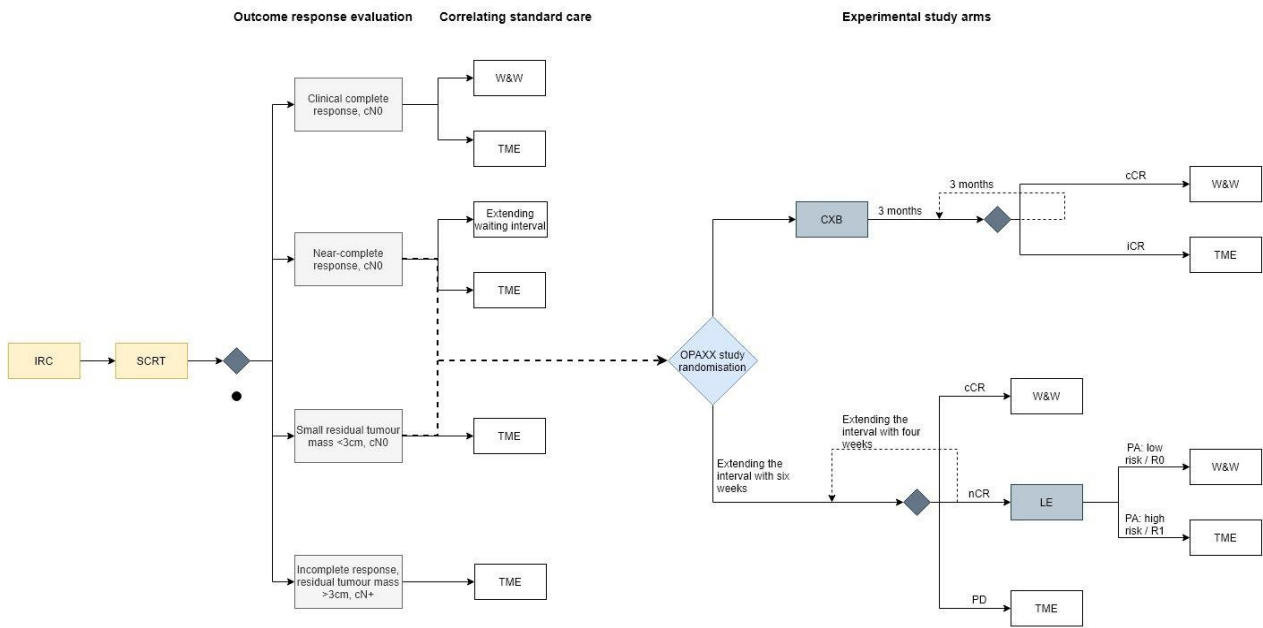 Outcome response evaluation
Correlating standard care
Experimental study arms
Clinical complete
response, cN0
W&W
TME
Near-complete
response, cN0
Extending
waiting interval
TME
IRC
SCRT
Small residual tumour
mass <3cm, cN0
TME
Incomplete response,
residual tumour mass
>3cm, cN+
TME
OPAXX study
randomisation
CXB
3 months
3 months
cCR
W&W
iCR
TME
Extending the
interval with six
weeks
Extending the
interval with four
weeks
cCR
W&W
nCR
LE
PA: low
risk / R0
W&W
PA: high
risk / R1
TME
PD
TME